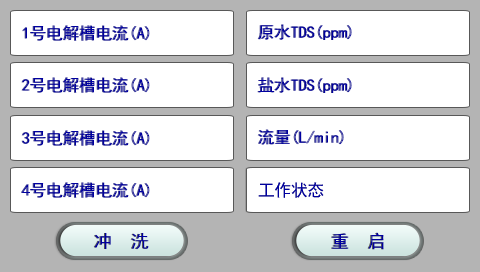 1号电解槽电流(A)
原水TDS(ppm)
2号电解槽电流(A)
盐水TDS(ppm)
3号电解槽电流(A)
流量(L/min)
4号电解槽电流(A)
工作状态
冲 洗
重 启